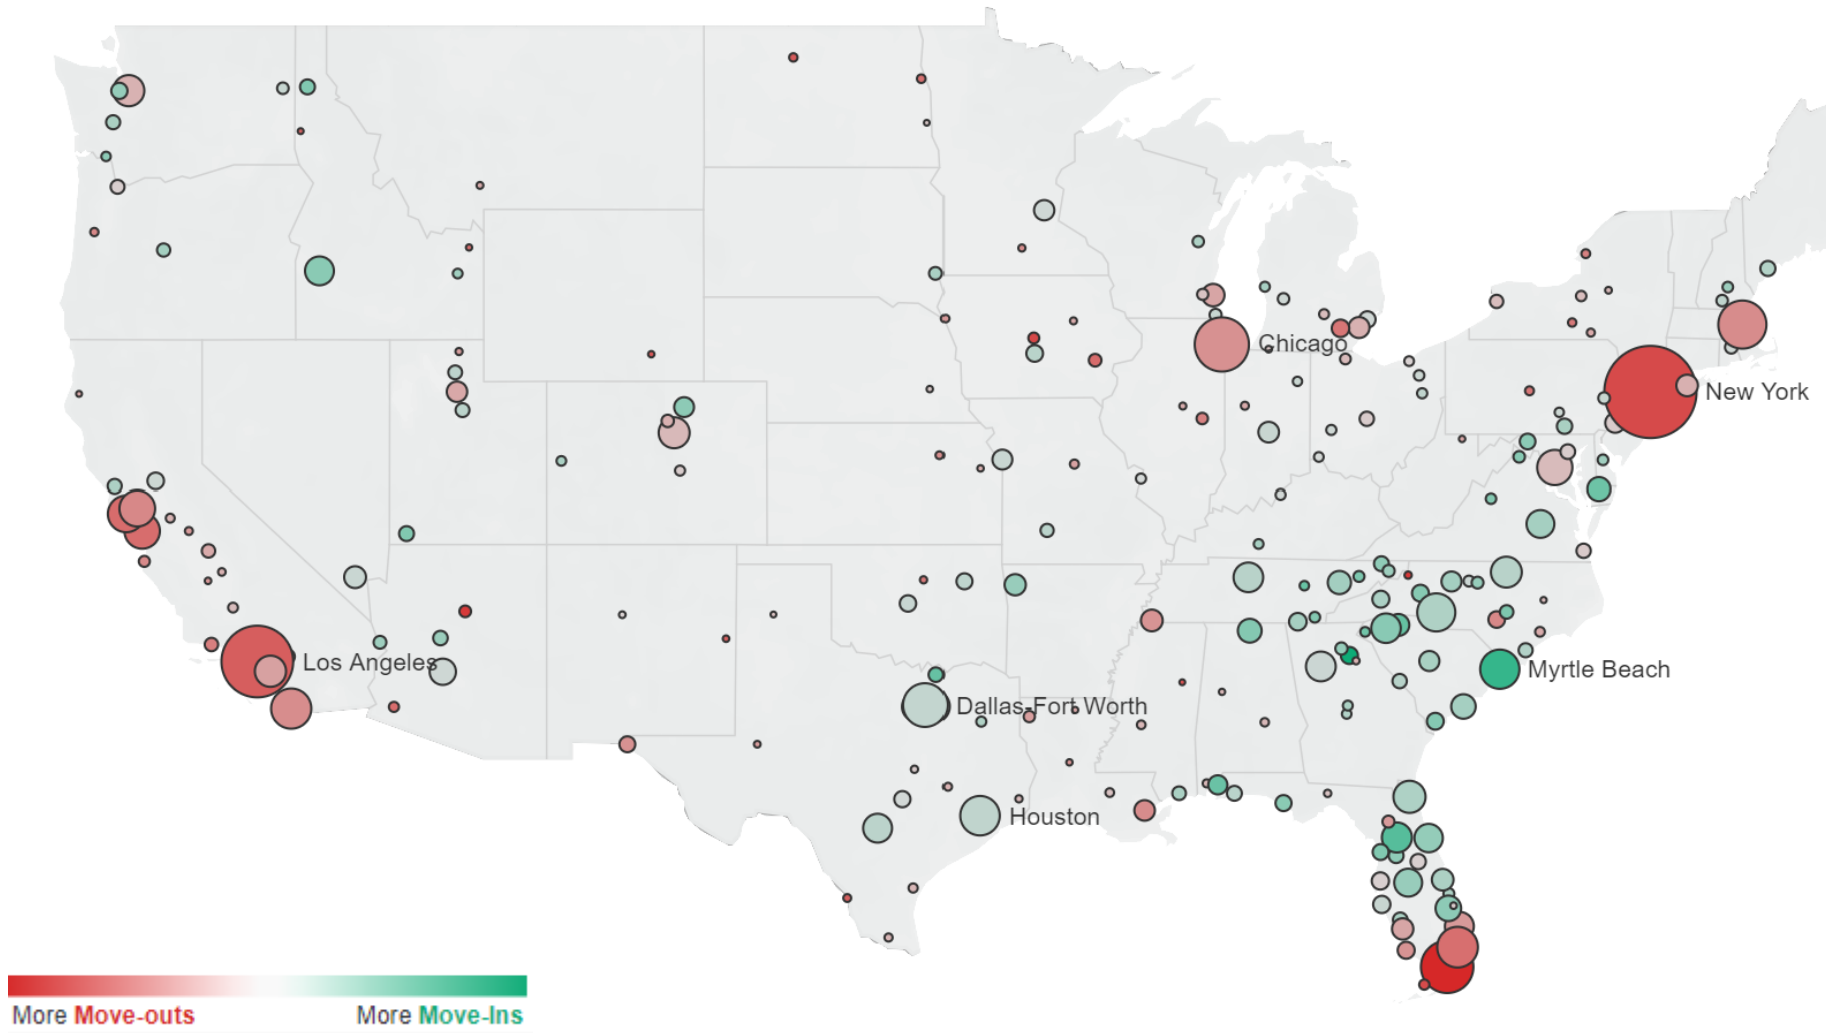 Chicago
New York
Los Angeles
Myrtle Beach
Dallas-Fort Worth
Houston
More Move-outs
More Move-Ins